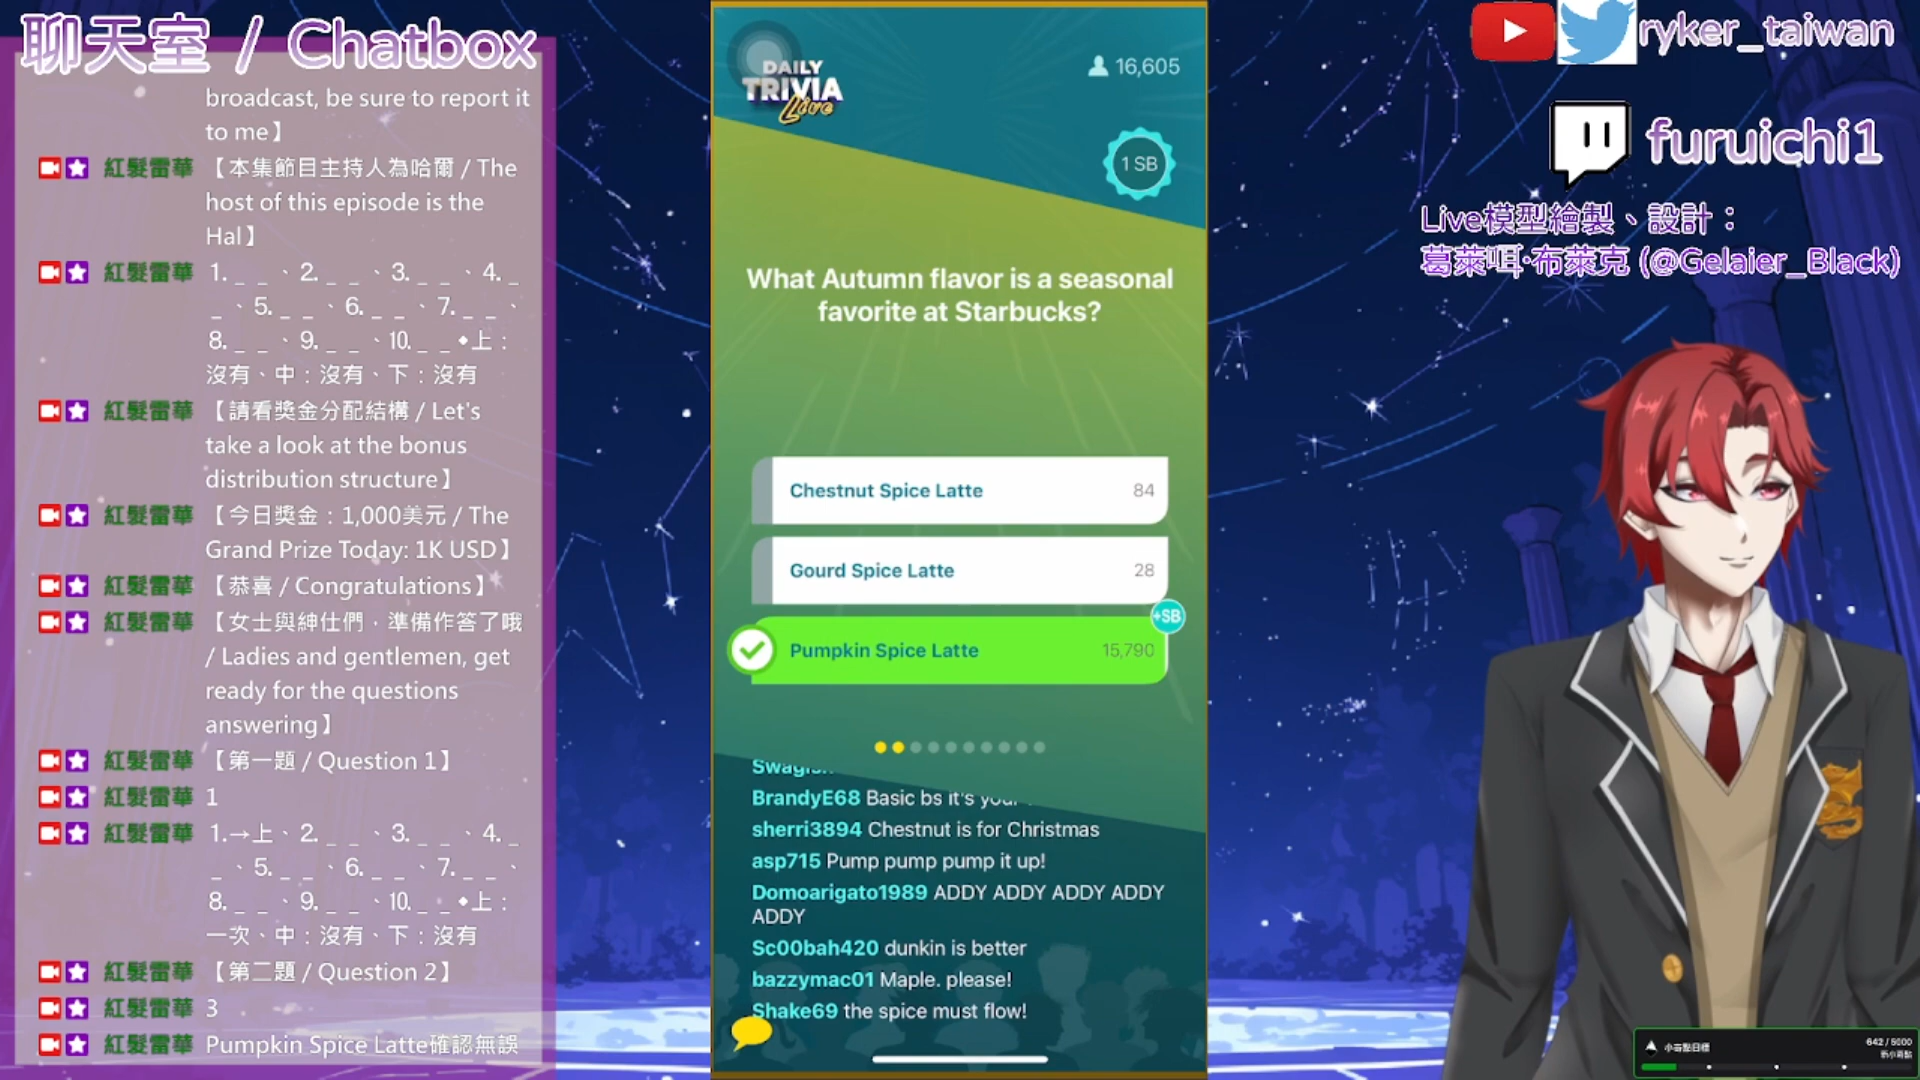 聊天室 / Chatbox
broadcast, be sure to report it
to me】
紅髮雷華 【本集節目主持人為哈爾 / The
host of this episode is the
Hal】
紅髮雷華 1. _ _ 、2. _ _ 、3. _ _ 、4. _
_ 、5. _ _ 、6. _ _ 、7. _ _ 、
8. _ _ 、9. _ _ 、10. _ _ ◆上：
沒有、中：沒有、下：沒有
紅髮雷華 【請看獎金分配結構 / Let's
take a look at the bonus
distribution structure】
紅髮雷華 【今日獎金：1,000美元 / The
Grand Prize Today: 1K USD】
紅髮雷華 【恭喜 / Congratulations】
紅髮雷華 【女士與紳仕們，準備作答了哦
/ Ladies and gentlemen, get
ready for the questions
answering】
紅髮雷華 【第一題 / Question 1】
紅髮雷華 1
紅髮雷華 1.→上、2. _ _ 、3. _ _ 、4. _
_ 、5. _ _ 、6. _ _ 、7. _ _ 、
8. _ _ 、9. _ _ 、10. _ _ ◆上：
一次、中：沒有、下：沒有
紅髮雷華 【第二題 / Question 2】
紅髮雷華 3
紅髮雷華 Pumpkin Spice Latte確認無誤
DAILY
TRIVIA
Live
16,605
1 SB
What Autumn flavor is a seasonal
favorite at Starbucks?
Chestnut Spice Latte 84
Gourd Spice Latte 28
+SB
Pumpkin Spice Latte 15,790
BrandyE68 Basic bs it's your
sherri3894 Chestnut is for Christmas
asp715 Pump pump pump it up!
Domoarigato1989 ADDY ADDY ADDY ADDY
ADDY
Sc00bah420 dunkin is better
bazzymac01 Maple. please!
Shake69 the spice must flow!
ryker_taiwan
furuichi1
Live模型繪製、設計：
葛萊咡·布萊克 (@Gelaier_Black)
642 / 5000